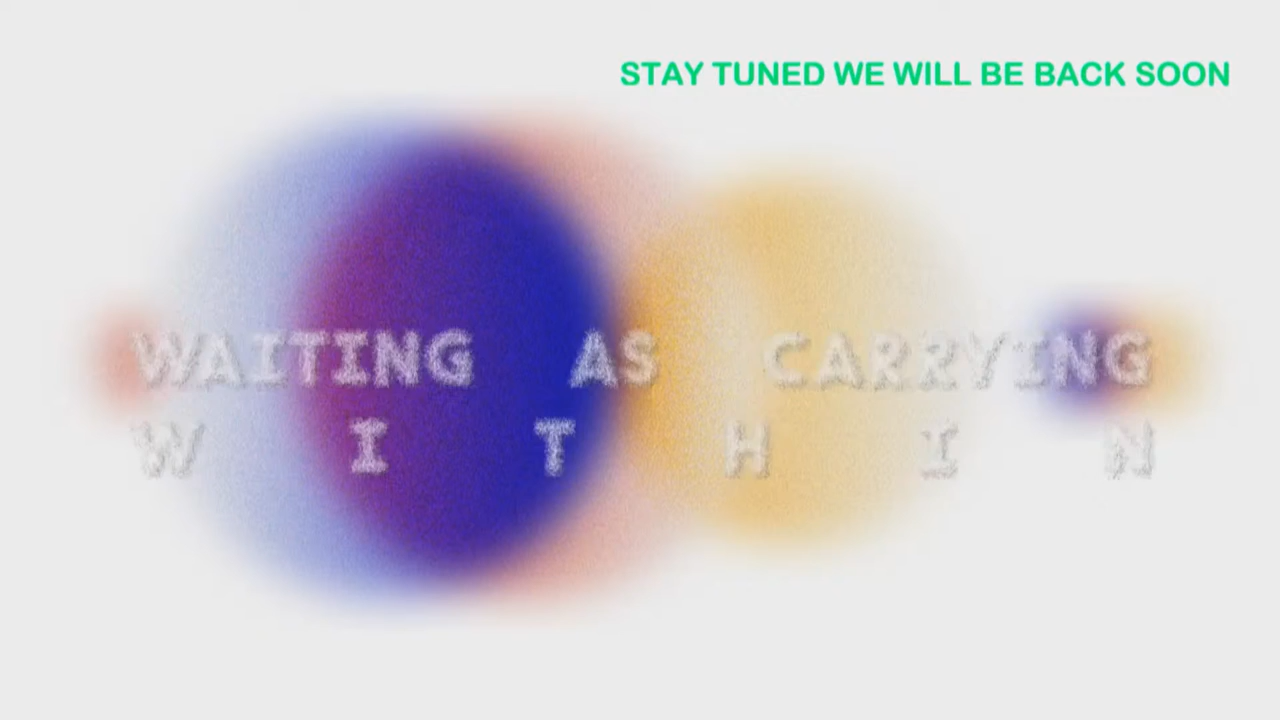 STAY TUNED WE WILL BE BACK SOON
WAITING AS CARRYING
W I T H I N